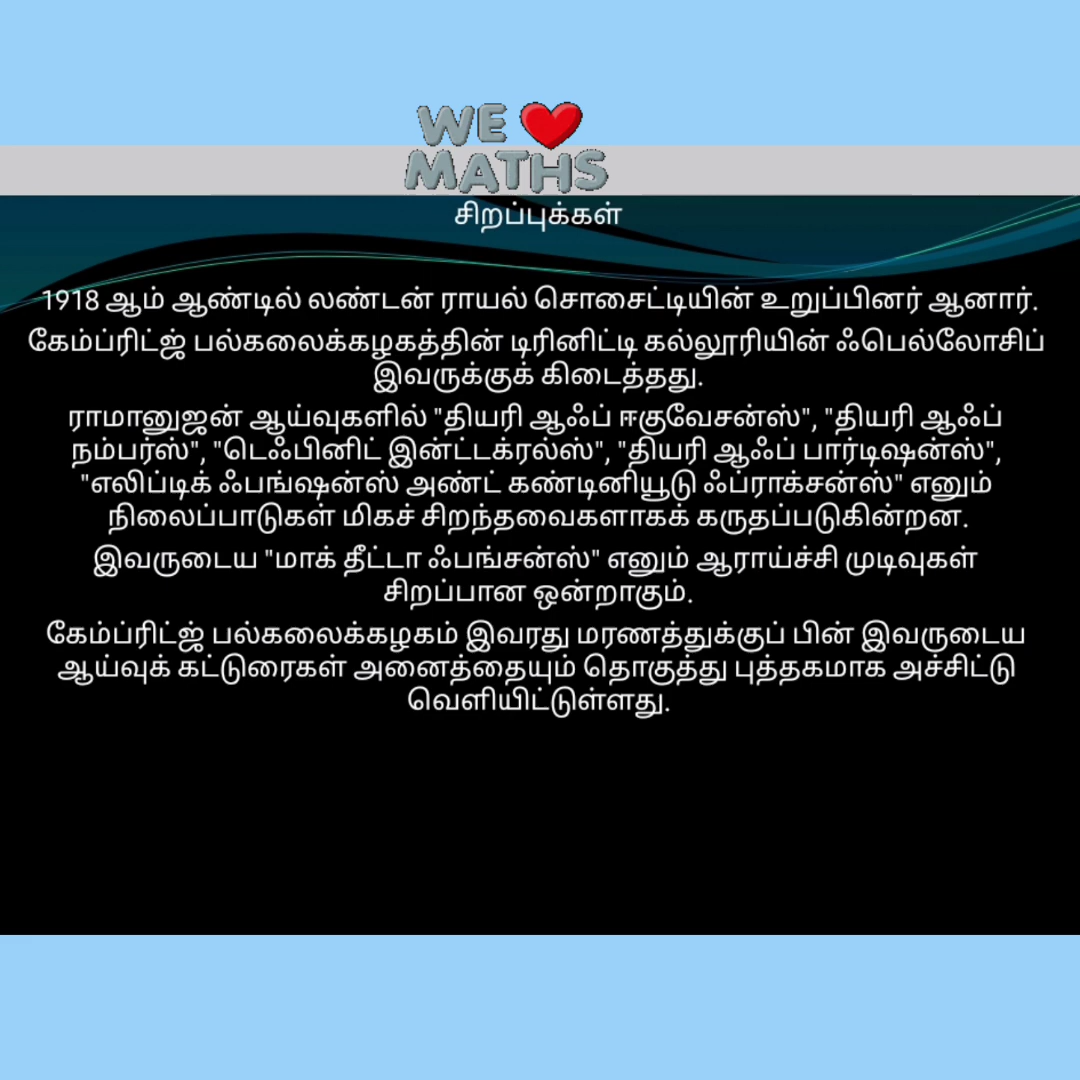 WE ❤
MATHS
சிறப்புக்கள்
1918 ஆம் ஆண்டில் லண்டன் ராயல் சொசைட்டியின் உறுப்பினர் ஆனார்.
கேம்ப்ரிட்ஜ் பல்கலைக்கழகத்தின் டிரினிட்டி கல்லூரியின் ஃபெல்லோசிப்
இவருக்குக் கிடைத்தது.
ராமானுஜன் ஆய்வுகளில் "தியரி ஆஃப் ஈகுவேசன்ஸ்", "தியரி ஆஃப்
நம்பர்ஸ்", "டெஃபினிட் இன்ட்டக்ரல்ஸ்", "தியரி ஆஃப் பார்டிஷன்ஸ்",
"எலிப்டிக் ஃபங்ஷன்ஸ் அண்ட் கண்டினியூடு ஃப்ராக்சன்ஸ்" எனும்
நிலைப்பாடுகள் மிகச் சிறந்தவைகளாகக் கருதப்படுகின்றன.
இவருடைய "மாக் தீட்டா ஃபங்சன்ஸ்" எனும் ஆராய்ச்சி முடிவுகள்
சிறப்பான ஒன்றாகும்.
கேம்ப்ரிட்ஜ் பல்கலைக்கழகம் இவரது மரணத்துக்குப் பின் இவருடைய
ஆய்வுக் கட்டுரைகள் அனைத்தையும் தொகுத்து புத்தகமாக அச்சிட்டு
வெளியிட்டுள்ளது.